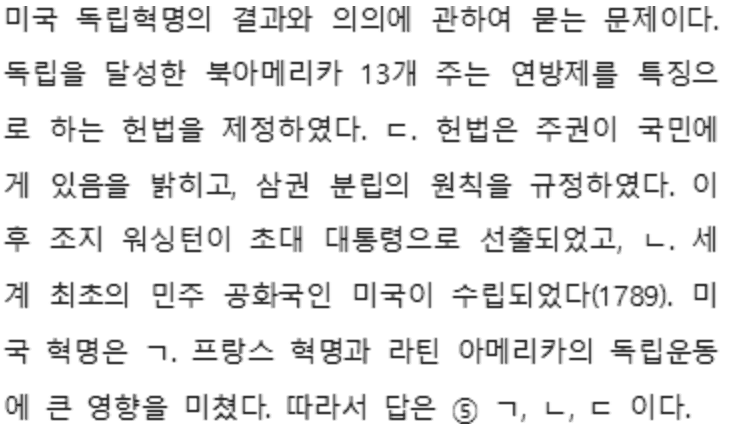 미국 독립혁명의 결과와 의의에 관하여 묻는 문제이다.
독립을 달성한 북아메리카 13개 주는 연방제를 특징으
로 하는 헌법을 제정하였다. ㄷ. 헌법은 주권이 국민에
게 있음을 밝히고, 삼권 분립의 원칙을 규정하였다. 이
후 조지 워싱턴이 초대 대통령으로 선출되었고, ㄴ. 세
계 최초의 민주 공화국인 미국이 수립되었다(1789). 미
국 혁명은 ㄱ. 프랑스 혁명과 라틴 아메리카의 독립운동
에 큰 영향을 미쳤다. 따라서 답은 ⑤ ㄱ, ㄴ, ㄷ 이다.